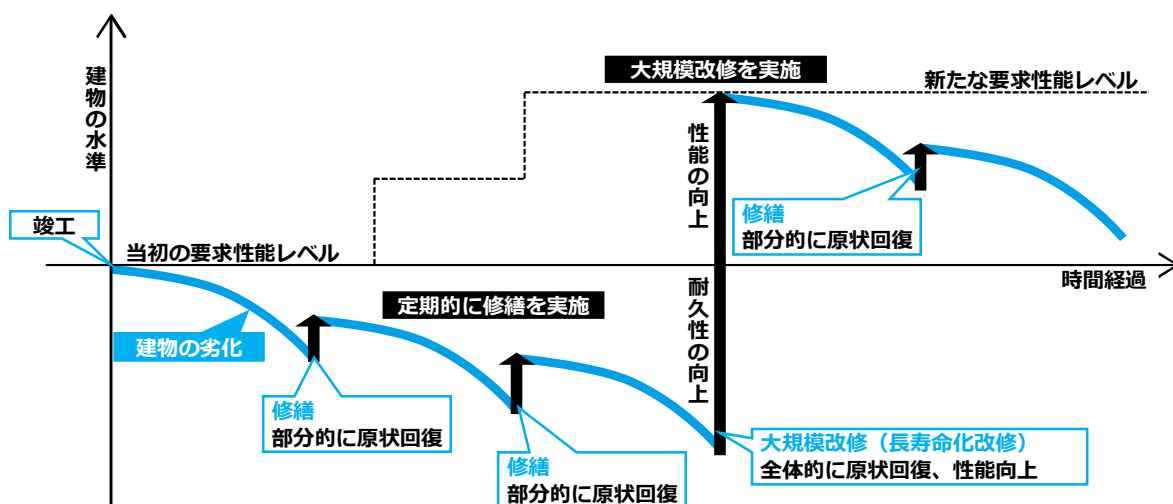 建物の水準
大規模改修を実施
新たな要求性能レベル
性能の向上
修繕
部分的に原状回復
竣工
当初の要求性能レベル
時間経過
定期的に修繕を実施
耐久性の向上
建物の劣化
修繕
部分的に原状回復
大規模改修（長寿命化改修）
全体的に原状回復、性能向上
修繕
部分的に原状回復